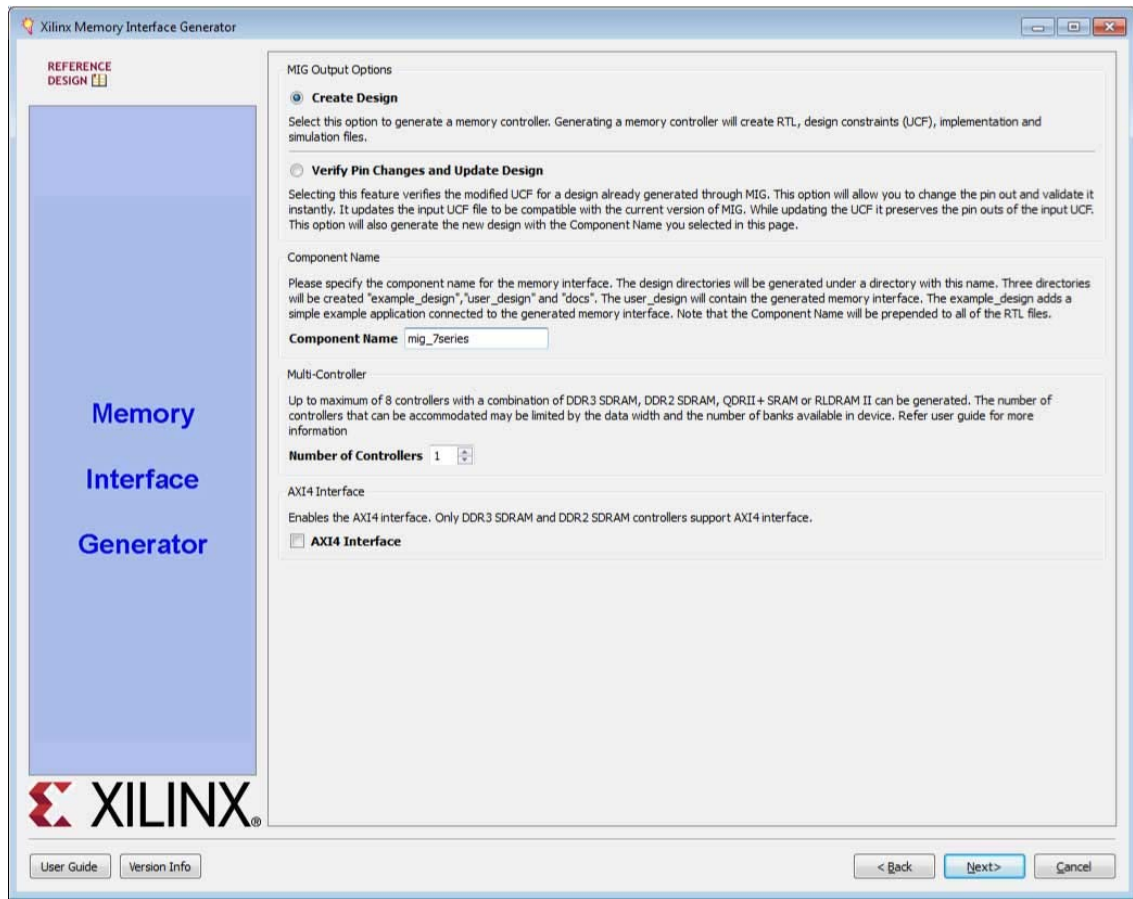 Xilinx Memory Interface Generator
REFERENCE
DESIGN
Memory
Interface
Generator
XILINX®
MIG Output Options
Create Design
Select this option to generate a memory controller. Generating a memory controller will create RTL, design constraints (UCF), implementation and
simulation files.
Verify Pin Changes and Update Design
Selecting this feature verifies the modified UCF for a design already generated through MIG. This option will allow you to change the pin out and validate it
instantly. It updates the input UCF file to be compatible with the current version of MIG. While updating the UCF it preserves the pin outs of the input UCF.
This option will also generate the new design with the Component Name you selected in this page.
Component Name
Please specify the component name for the memory interface. The design directories will be generated under a directory with this name. Three directories
will be created "example_design","user_design" and "docs". The user_design will contain the generated memory interface. The example_design adds a
simple example application connected to the generated memory interface. Note that the Component Name will be prepended to all of the RTL files.
Component Name mig_7series
Multi-Controller
Up to maximum of 8 controllers with a combination of DDR3 SDRAM, DDR2 SDRAM, QDRII+ SRAM or RLDRAM II can be generated. The number of
controllers that can be accommodated may be limited by the data width and the number of banks available in device. Refer user guide for more
information
Number of Controllers 1
AXI4 Interface
Enables the AXI4 interface. Only DDR3 SDRAM and DDR2 SDRAM controllers support AXI4 interface.
AXI4 Interface
User Guide
Version Info
< Back
Next>
Cancel